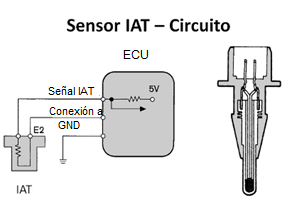 Sensor IAT – Circuito
ECU
Señal IAT
5V
Conexión a
GND
E2
IAT